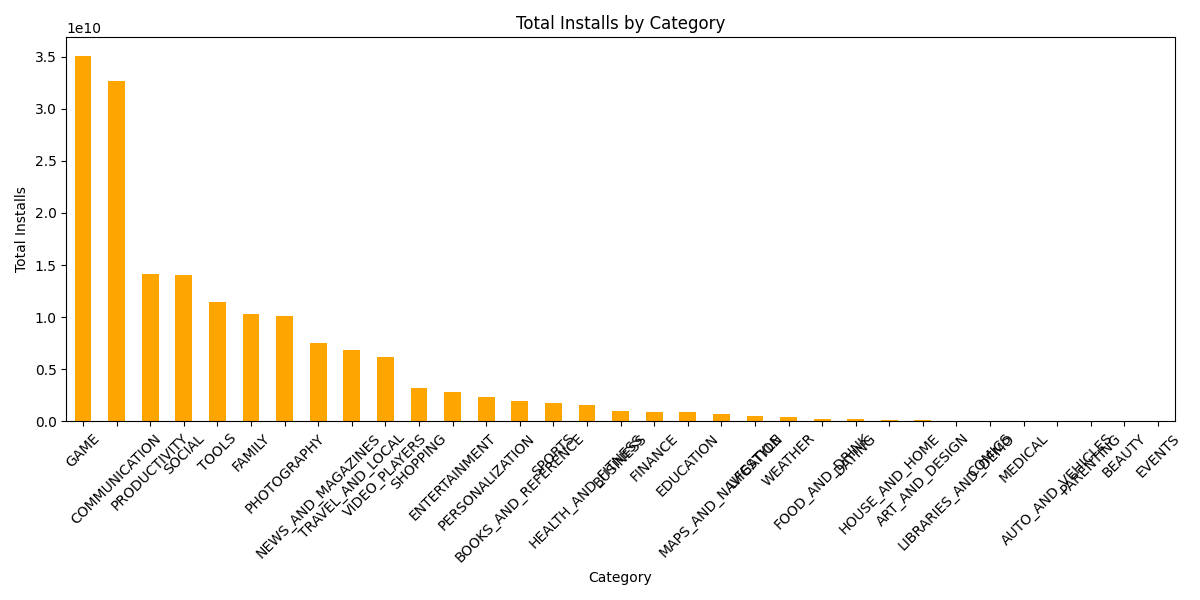 Total Installs by Category
1e10
3.5
3.0
2.5
2.0
1.5
1.0
0.5
0.0
Total Installs
GAME
COMMUNICATION
PRODUCTIVITY
SOCIAL
TOOLS
FAMILY
PHOTOGRAPHY
NEWS_AND_MAGAZINES
TRAVEL_AND_LOCAL
VIDEO_PLAYERS
SHOPPING
ENTERTAINMENT
PERSONALIZATION
BOOKS_AND_REFERENCE
SPORTS
HEALTH_AND_FITNESS
BUSINESS
FINANCE
EDUCATION
MAPS_AND_NAVIGATION
LIFESTYLE
WEATHER
FOOD_AND_DRINK
DATING
HOUSE_AND_HOME
ART_AND_DESIGN
LIBRARIES_AND_DEMO
COMICS
MEDICAL
AUTO_AND_VEHICLES
PARENTING
BEAUTY
EVENTS
Category